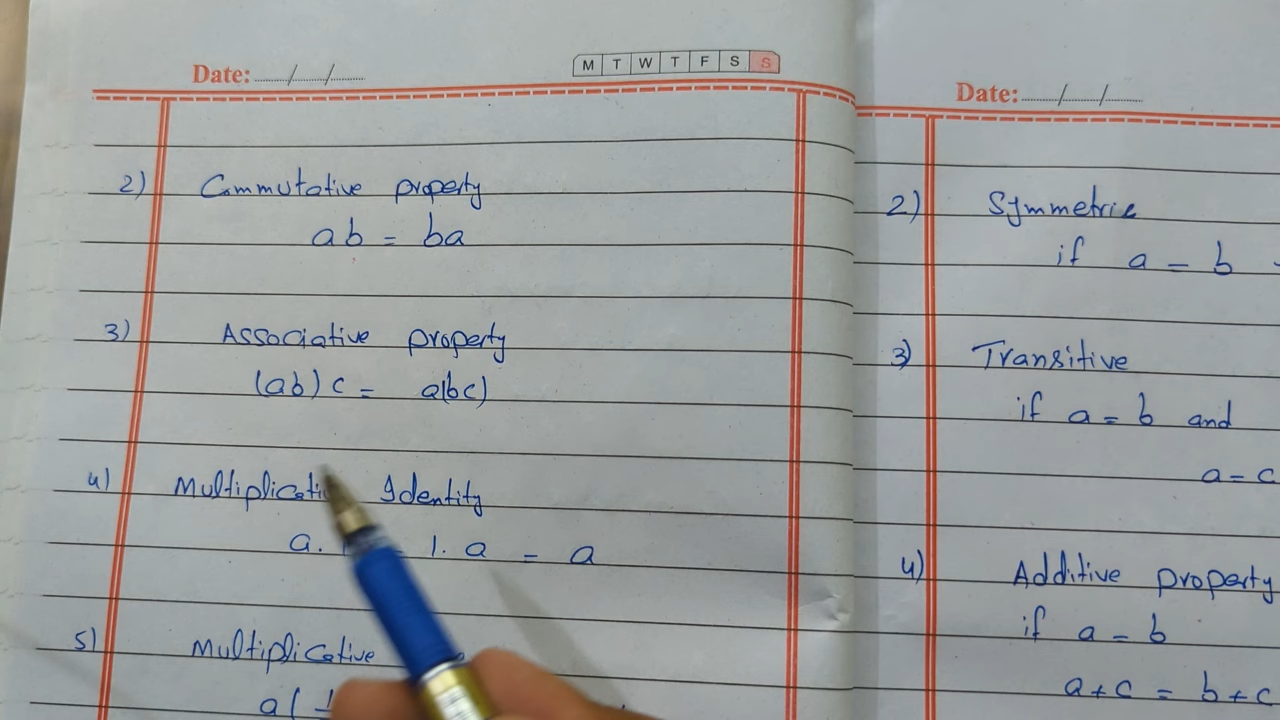 Date: ....../....../......
M T W T F S S
2) Commutative property
ab = ba
3) Associative property
(ab) c = a(bc)
4) Multiplicati Identity
a. = 1. a = a
5) Multiplicative
a(
Date: ....../....../......
2) Symmetric
if a = b
3) Transitive
if a = b and
a = c
4) Additive property
if a = b
a + c = b + c